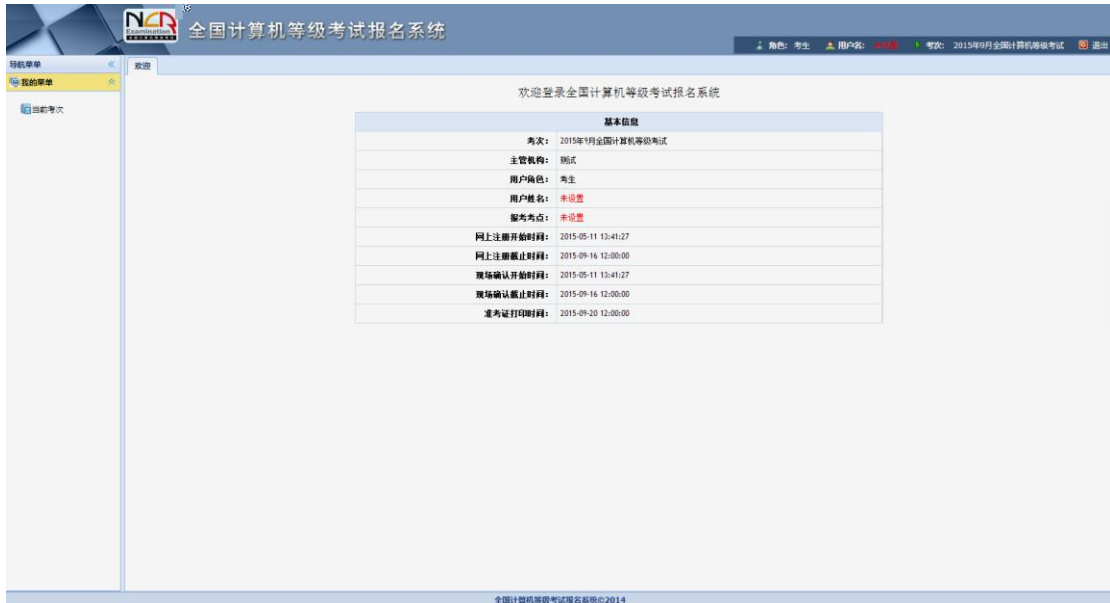 NCR
Examination
全国计算机等级考试报名系统
角色: 考生 用户名: 考次: 2015年9月全国计算机等级考试 退出
导航菜单
欢迎
我的菜单
当前考次
欢迎登录全国计算机等级考试报名系统
基本信息
考次: 2015年9月全国计算机等级考试
主管机构: 测试
用户角色: 考生
用户姓名: 未设置
报考考点: 未设置
网上注册开始时间: 2015-05-11 13:41:27
网上注册截止时间: 2015-09-16 12:00:00
现场确认开始时间: 2015-05-11 13:41:27
现场确认截止时间: 2015-09-16 12:00:00
准考证打印时间: 2015-09-20 12:00:00
全国计算机等级考试报名系统©2014